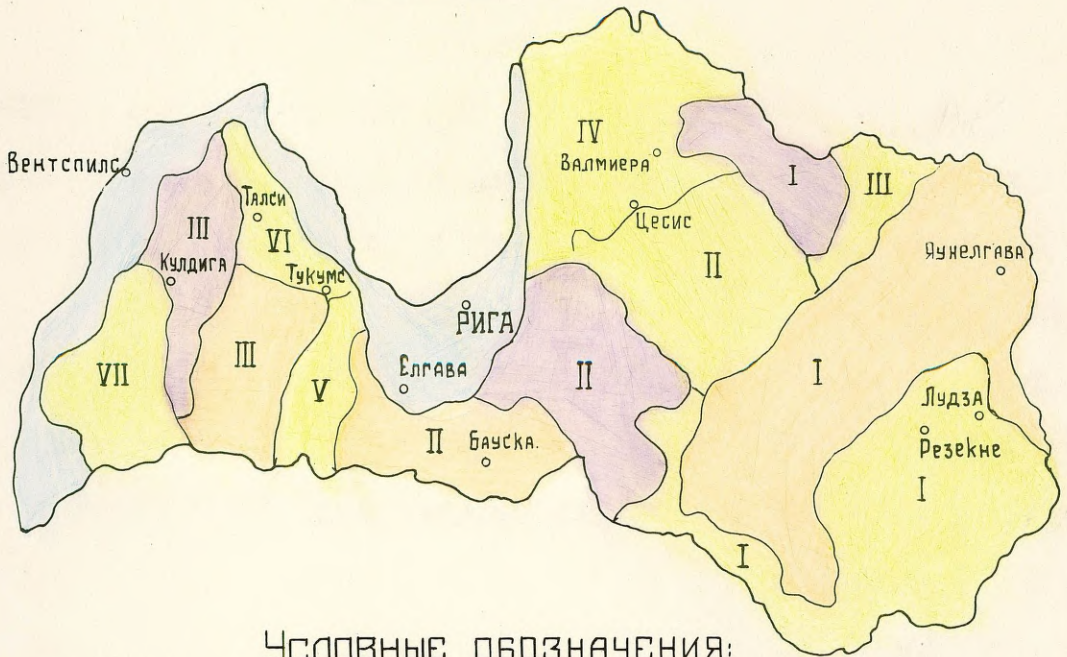 IV
Валмиера
I
III
Вентспилс
Талси
III
VI
Цесис
Кулдига
Тукумс
II
Яунелгава
РИГА
VII
III
V
Елгава
II
I
Лудза
II
Бауска.
Резекне
I
I
Условные обозначения: